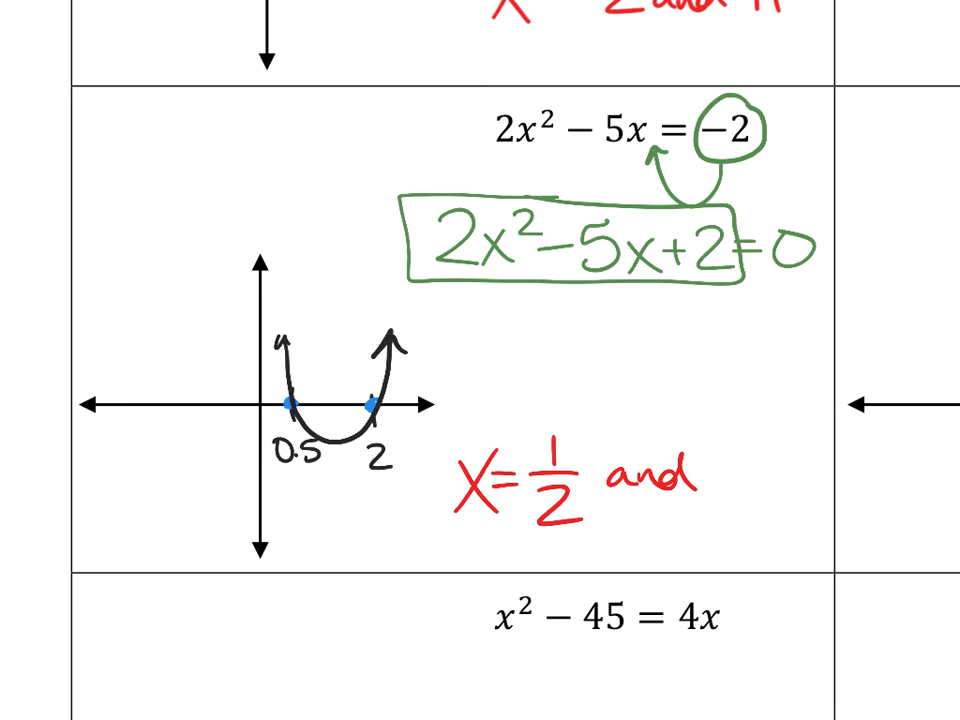 2x² − 5x = −2
2x² − 5x + 2 = 0
0.5 2
x = 1/2 and
x² − 45 = 4x